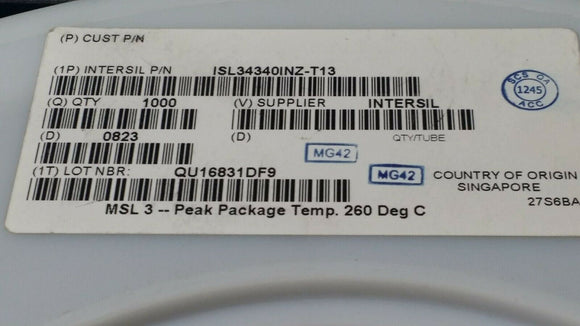 (P) CUST P/N
(1P) INTERSIL P/N ISL34340INZ-T13
(Q) QTY 1000 (V) SUPPLIER INTERSIL
(D) 0823 (D) QTY/TUBE
MG42
(1T) LOT NBR: QU16831DF9 MG42 COUNTRY OF ORIGIN
SINGAPORE
27S6BA
MSL 3 -- Peak Package Temp. 260 Deg C
SCS QA
1245
ACC